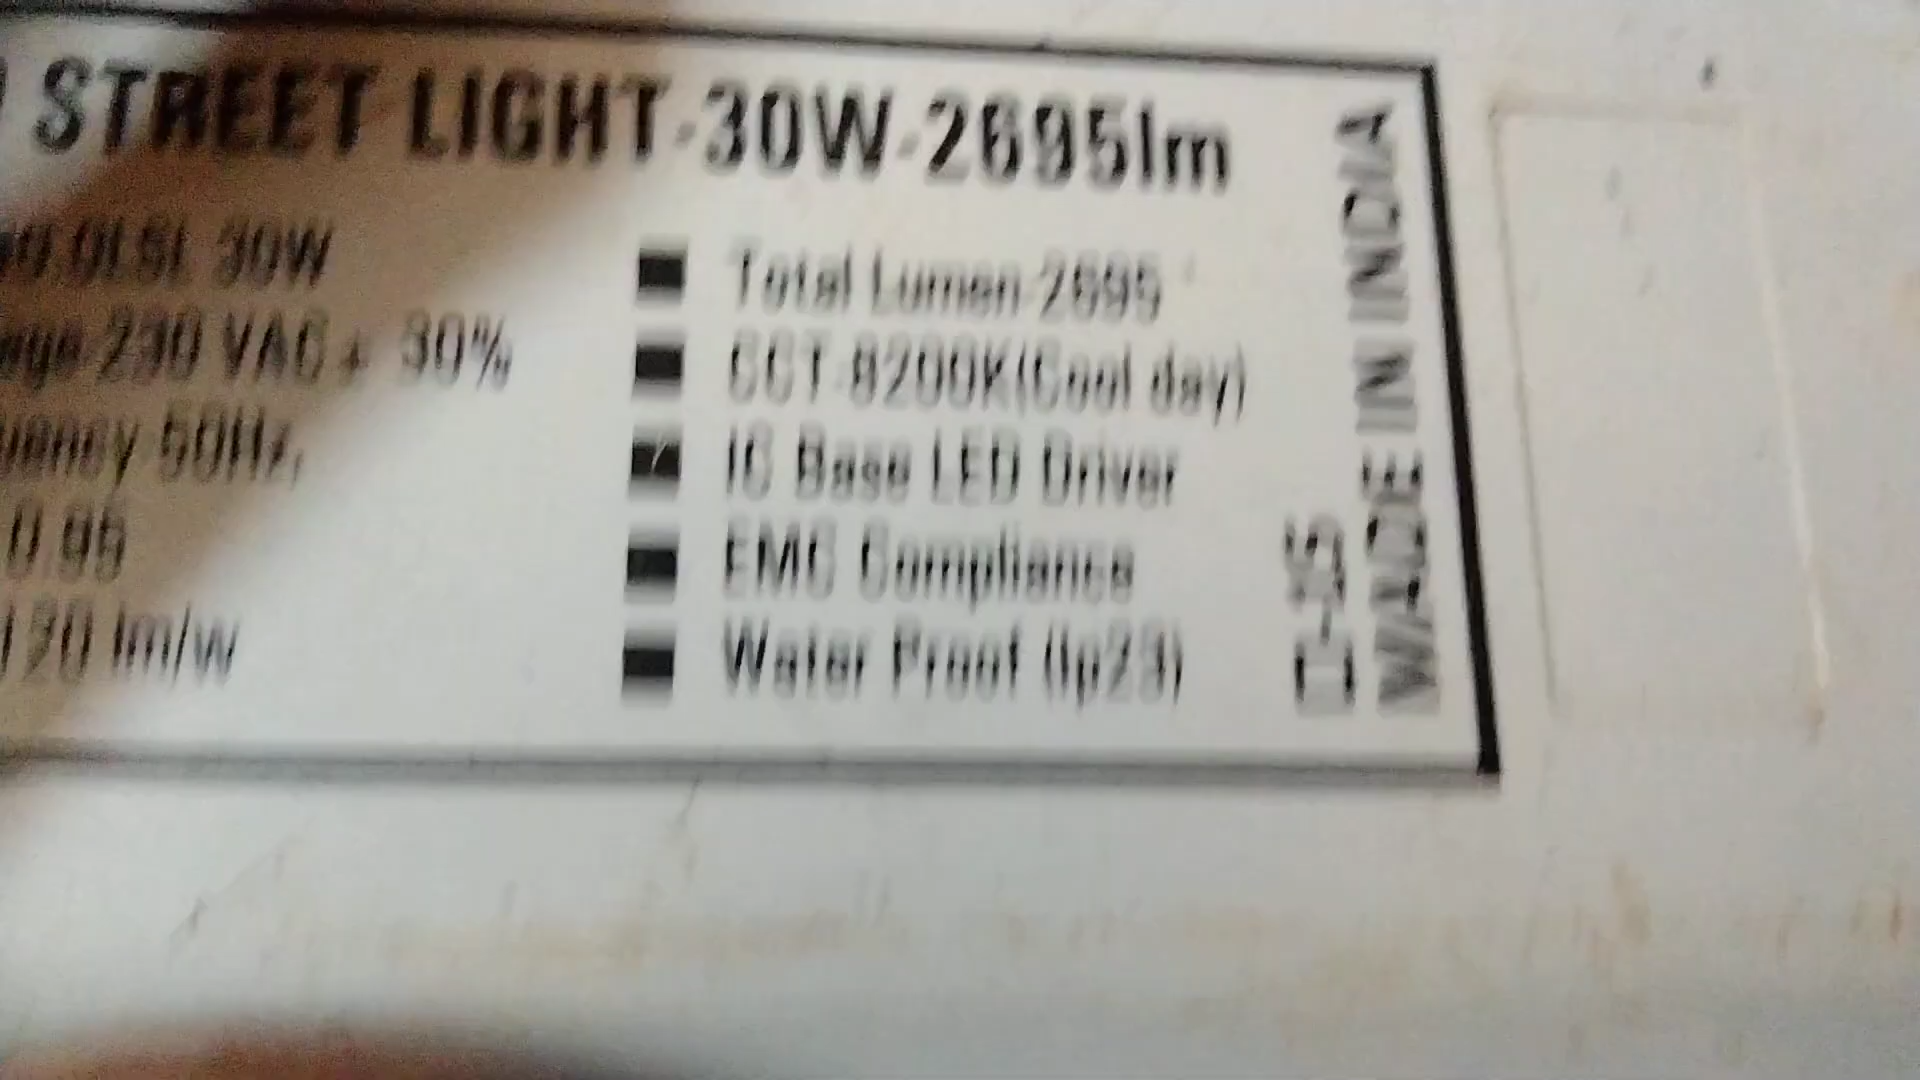 STREET LIGHT-30W-2695lm
30W
230 VAC ± 30%
50Hz,
0.95
120 lm/w
Total Lumen-2695
CCT-8200K(Cool day)
IC Base LED Driver
EMC Compliance
Water Proof (Ip23)
MADE IN INDIA